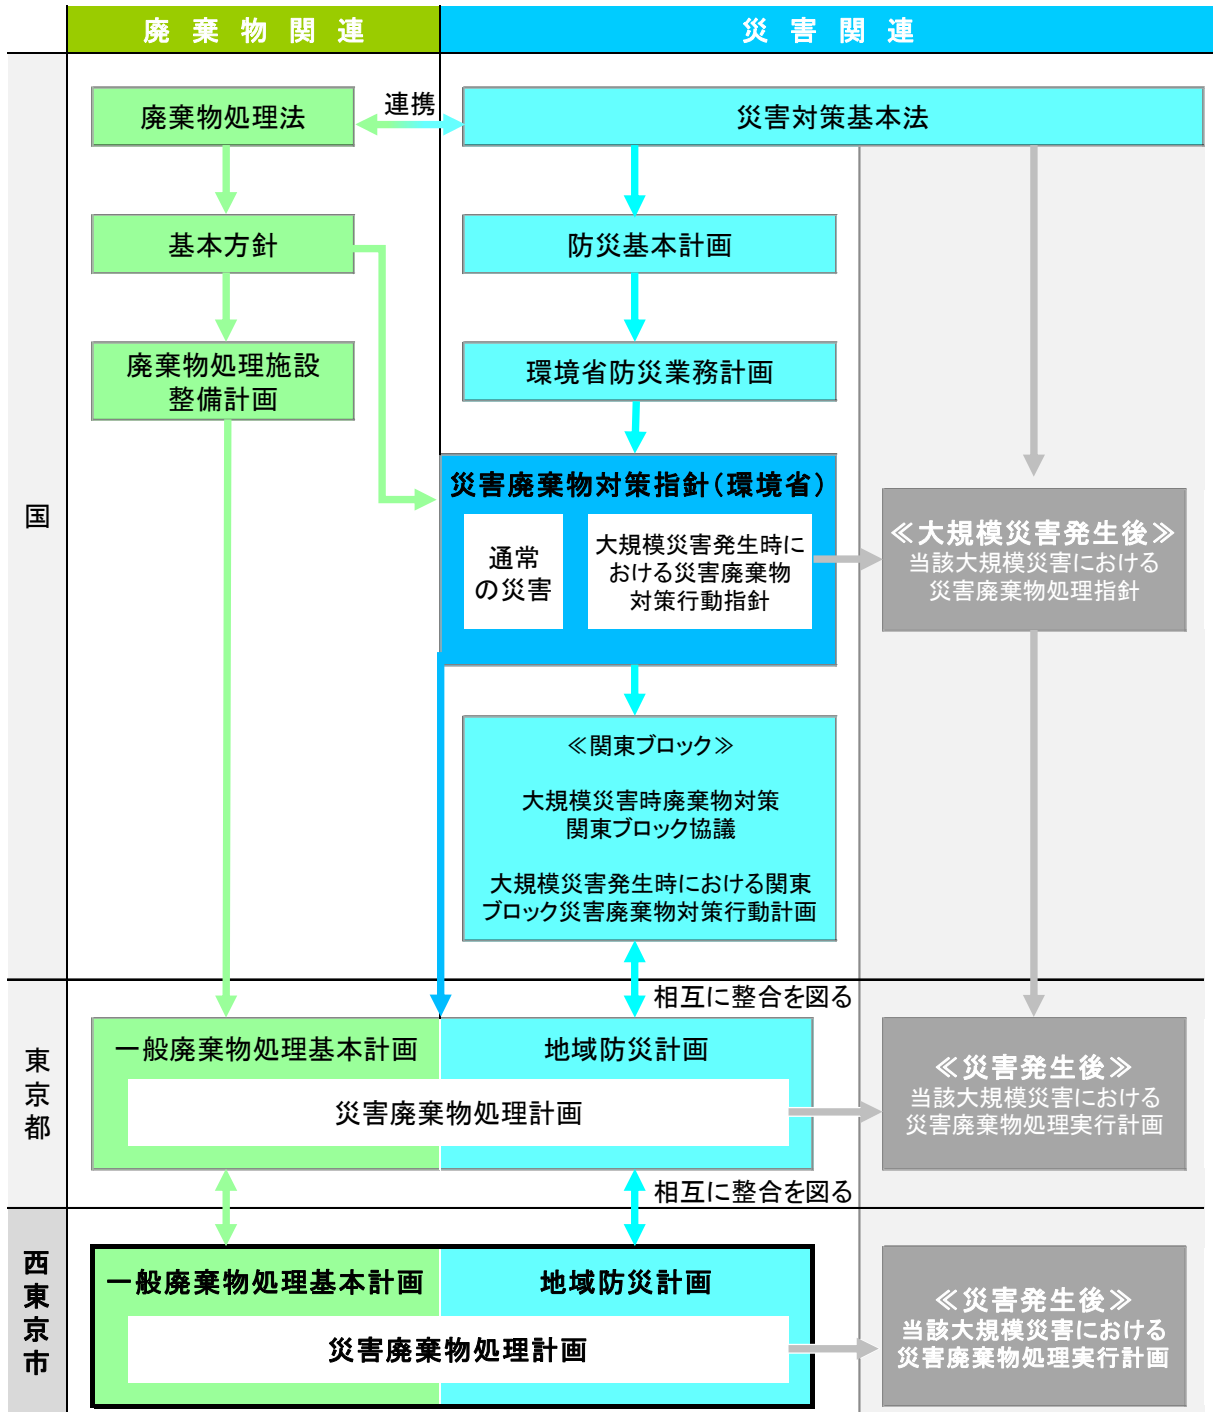 廃棄物関連
災害関連
国
廃棄物処理法
連携
災害対策基本法
基本方針
防災基本計画
廃棄物処理施設
整備計画
環境省防災業務計画
災害廃棄物対策指針（環境省）
通常
の災害
大規模災害発生時に
おける災害廃棄物
対策行動指針
≪大規模災害発生後≫
当該大規模災害における
災害廃棄物処理指針
≪関東ブロック≫
大規模災害時廃棄物対策
関東ブロック協議
大規模災害発生時における関東
ブロック災害廃棄物対策行動計画
相互に整合を図る
東京都
一般廃棄物処理基本計画
地域防災計画
災害廃棄物処理計画
≪災害発生後≫
当該大規模災害における
災害廃棄物処理実行計画
相互に整合を図る
西東京市
一般廃棄物処理基本計画
地域防災計画
災害廃棄物処理計画
≪災害発生後≫
当該大規模災害における
災害廃棄物処理実行計画